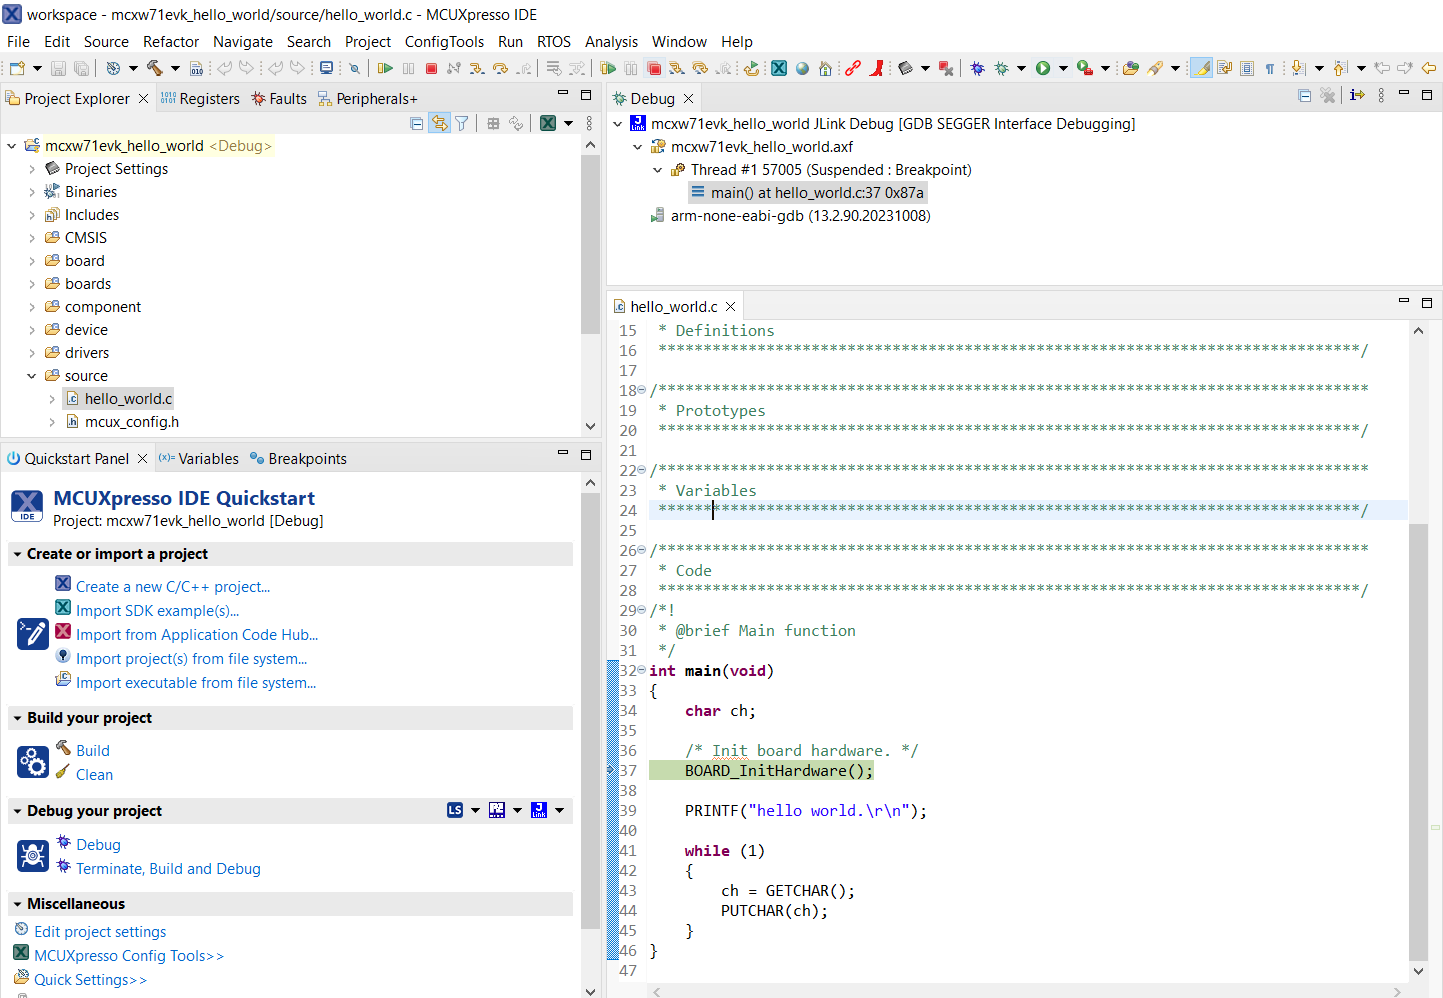 workspace - mcxw71evk_hello_world/source/hello_world.c - MCUXpresso IDE
File Edit Source Refactor Navigate Search Project ConfigTools Run RTOS Analysis Window Help
Project Explorer Registers Faults Peripherals+
mcxw71evk_hello_world <Debug>
Project Settings
Binaries
Includes
CMSIS
board
boards
component
device
drivers
source
hello_world.c
mcux_config.h
Quickstart Panel (x)= Variables Breakpoints
IDE
MCUXpresso IDE Quickstart
Project: mcxw71evk_hello_world [Debug]
Create or import a project
Create a new C/C++ project...
Import SDK example(s)...
Import from Application Code Hub...
Import project(s) from file system...
Import executable from file system...
Build your project
Build
Clean
Debug your project LS Link
Debug
Terminate, Build and Debug
Miscellaneous
Edit project settings
MCUXpresso Config Tools>>
Quick Settings>>
Debug
mcxw71evk_hello_world JLink Debug [GDB SEGGER Interface Debugging]
mcxw71evk_hello_world.axf
Thread #1 57005 (Suspended : Breakpoint)
main() at hello_world.c:37 0x87a
arm-none-eabi-gdb (13.2.90.20231008)
hello_world.c
15 * Definitions
16 ******************************************************************************/
17
18 /*******************************************************************************
19 * Prototypes
20 ******************************************************************************/
21
22 /*******************************************************************************
23 * Variables
24 ******************************************************************************/
25
26 /*******************************************************************************
27 * Code
28 ******************************************************************************/
29 /*!
30 * @brief Main function
31 */
32 int main(void)
33 {
34 char ch;
35
36 /* Init board hardware. */
37 BOARD_InitHardware();
38
39 PRINTF("hello world.\r\n");
40
41 while (1)
42 {
43 ch = GETCHAR();
44 PUTCHAR(ch);
45 }
46 }
47